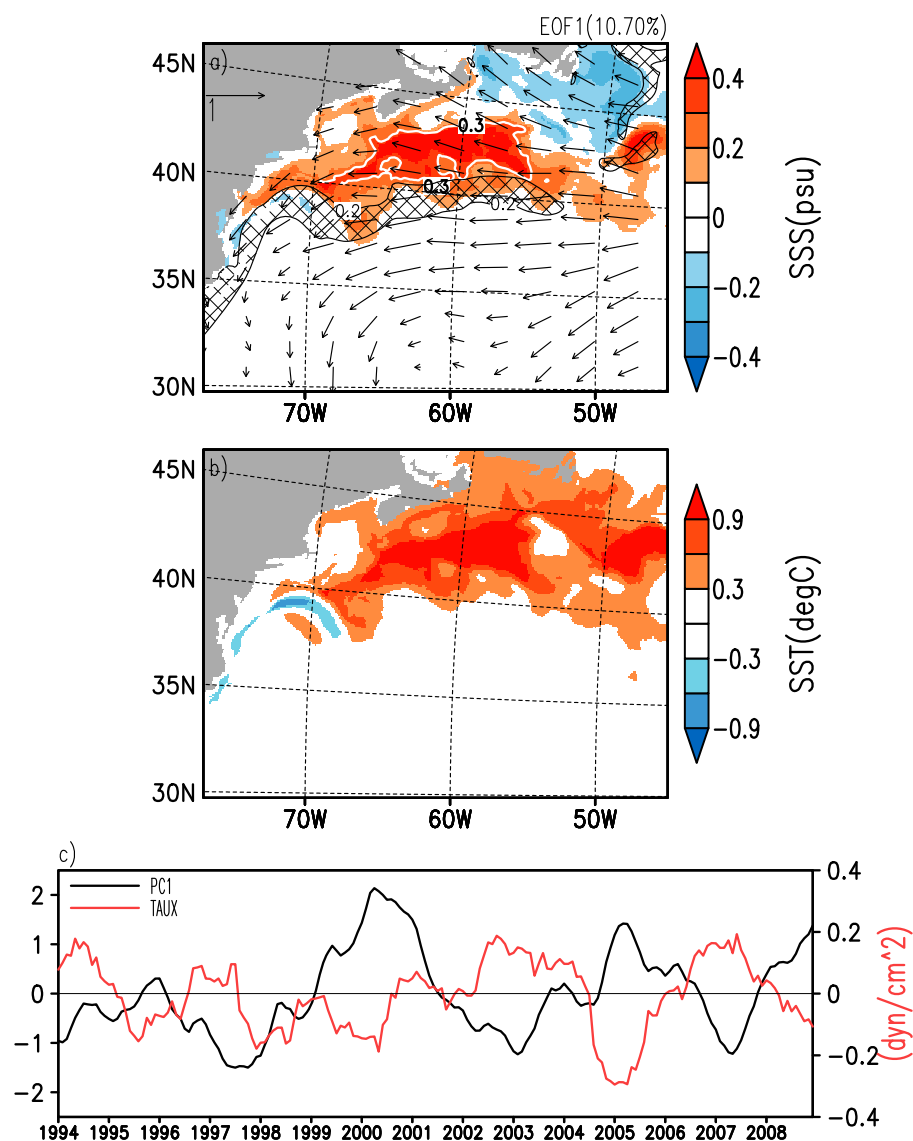 EOF1(10.70%)
a)
45N
40N
35N
30N
1
0.3
0.3
0.2
0.2
70W 60W 50W
0.4
0.2
0
-0.2
-0.4
SSS(psu)
b)
45N
40N
35N
30N
70W 60W 50W
0.9
0.3
-0.3
-0.9
SST(degC)
c)
PC1
TAUX
2
1
0
-1
-2
0.4
0.2
0
-0.2
-0.4
(dyn/cm^2)
1994 1995 1996 1997 1998 1999 2000 2001 2002 2003 2004 2005 2006 2007 2008